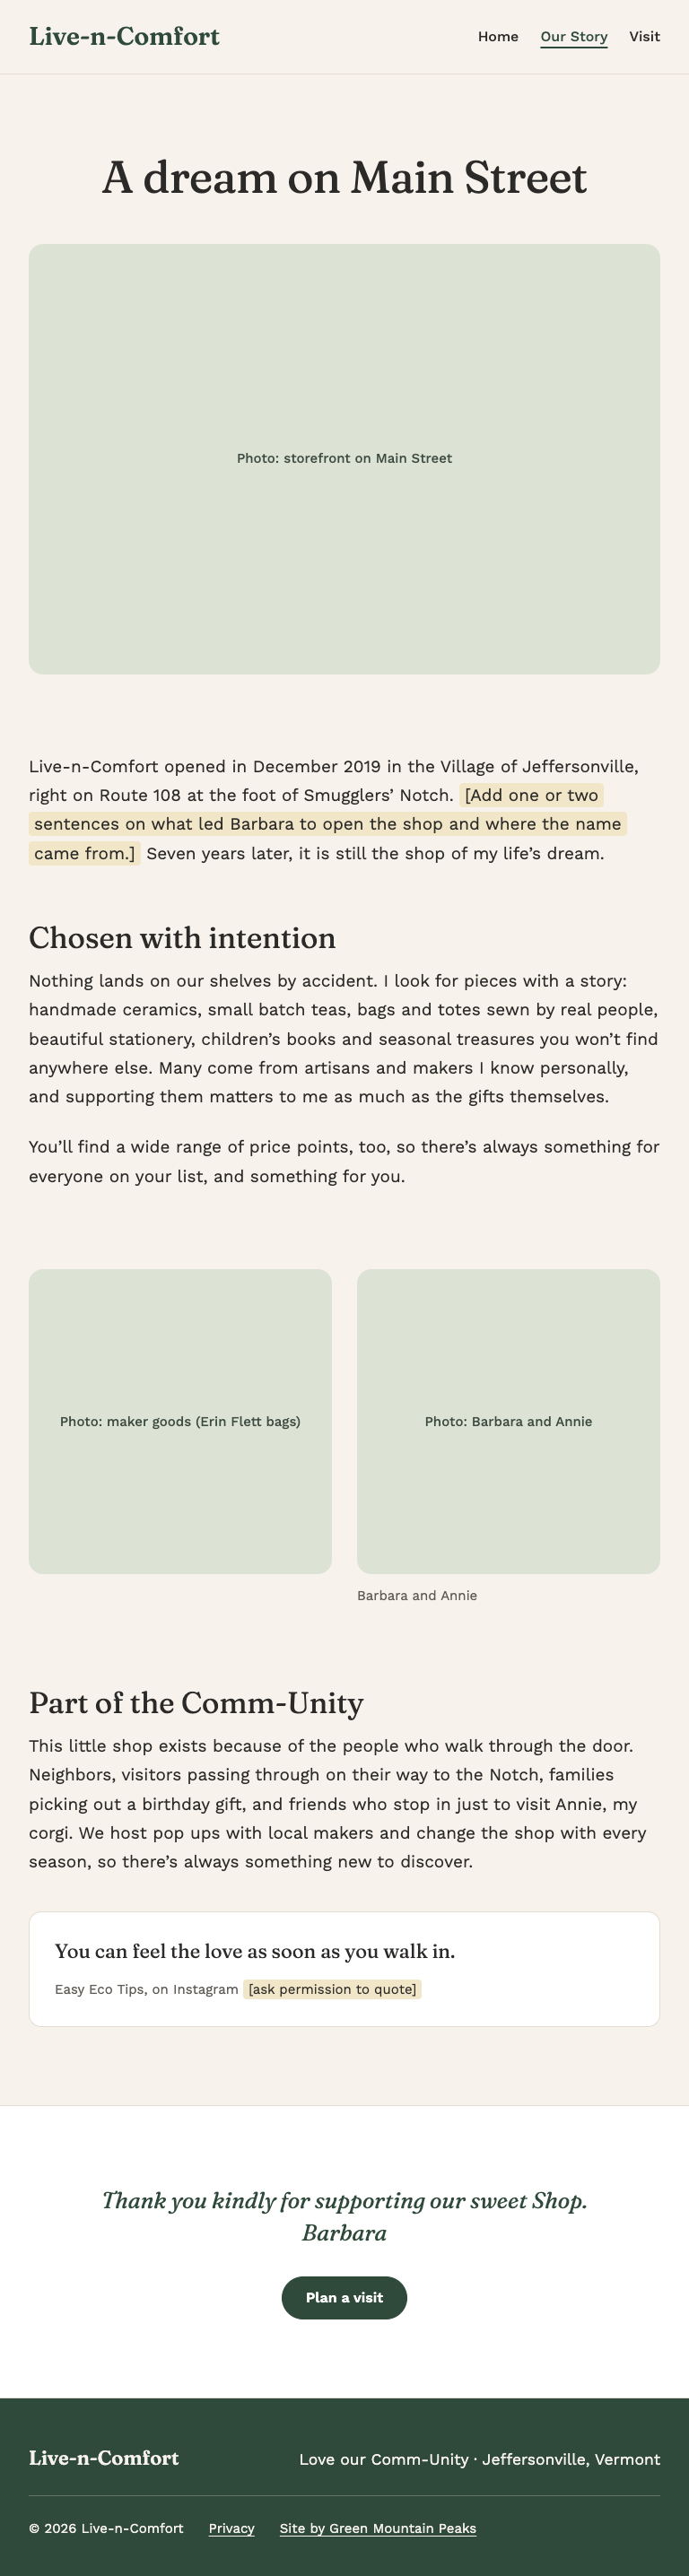 Live-n-Comfort
Home Our Story Visit
A dream on Main Street
Photo: storefront on Main Street
Live-n-Comfort opened in December 2019 in the Village of Jeffersonville,
right on Route 108 at the foot of Smugglers’ Notch. [Add one or two
sentences on what led Barbara to open the shop and where the name
came from.] Seven years later, it is still the shop of my life’s dream.
Chosen with intention
Nothing lands on our shelves by accident. I look for pieces with a story:
handmade ceramics, small batch teas, bags and totes sewn by real people,
beautiful stationery, children’s books and seasonal treasures you won’t find
anywhere else. Many come from artisans and makers I know personally,
and supporting them matters to me as much as the gifts themselves.
You’ll find a wide range of price points, too, so there’s always something for
everyone on your list, and something for you.
Photo: maker goods (Erin Flett bags)
Photo: Barbara and Annie
Barbara and Annie
Part of the Comm-Unity
This little shop exists because of the people who walk through the door.
Neighbors, visitors passing through on their way to the Notch, families
picking out a birthday gift, and friends who stop in just to visit Annie, my
corgi. We host pop ups with local makers and change the shop with every
season, so there’s always something new to discover.
You can feel the love as soon as you walk in.
Easy Eco Tips, on Instagram [ask permission to quote]
Thank you kindly for supporting our sweet Shop.
Barbara
Plan a visit
Live-n-Comfort
Love our Comm-Unity · Jeffersonville, Vermont
© 2026 Live-n-Comfort Privacy Site by Green Mountain Peaks